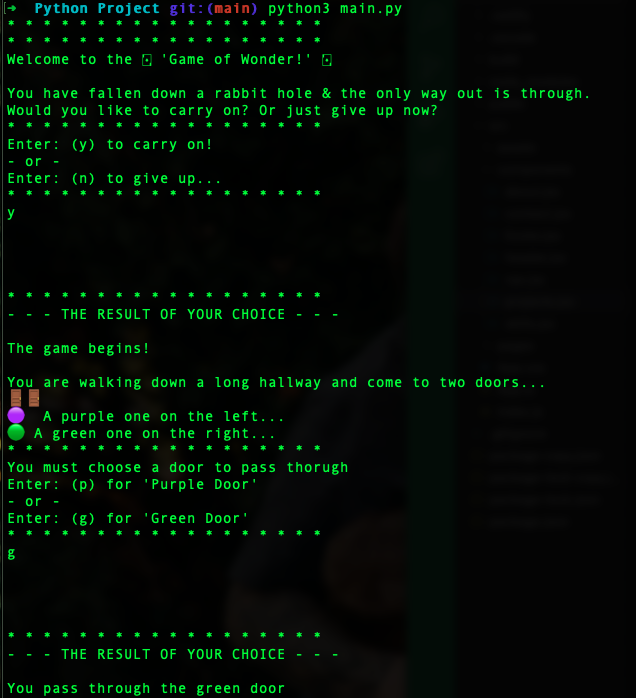 [➜ Python Project git:(main) python3 main.py
* * * * * * * * * * * * * * * * * *
* * * * * * * * * * * * * * * * * *
Welcome to the 'Game of Wonder!'
You have fallen down a rabbit hole & the only way out is through.
Would you like to carry on? Or just give up now?
* * * * * * * * * * * * * * * * * *
Enter: (y) to carry on!
- or -
Enter: (n) to give up...
* * * * * * * * * * * * * * * * * *
y
* * * * * * * * * * * * * * * * * *
- - - THE RESULT OF YOUR CHOICE - - -
The game begins!
You are walking down a long hallway and come to two doors...
🚪🚪
🟣 A purple one on the left...
🟢 A green one on the right...
* * * * * * * * * * * * * * * * * *
You must choose a door to pass thorugh
Enter: (p) for 'Purple Door'
- or -
Enter: (g) for 'Green Door'
* * * * * * * * * * * * * * * * * *
g
* * * * * * * * * * * * * * * * * *
- - - THE RESULT OF YOUR CHOICE - - -
You pass through the green door